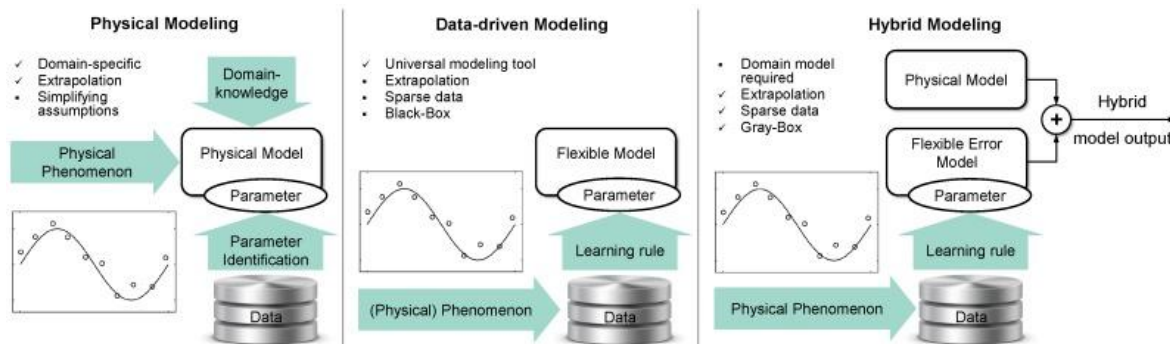 Physical Modeling
✓ Domain-specific
✓ Extrapolation
▪ Simplifying
assumptions
Domain-
knowledge
Physical
Phenomenon
Physical Model
Parameter
Parameter
Identification
Data
Data-driven Modeling
✓ Universal modeling tool
▪ Extrapolation
▪ Sparse data
▪ Black-Box
Flexible Model
Parameter
Learning rule
(Physical) Phenomenon
Data
Hybrid Modeling
▪ Domain model
required
✓ Extrapolation
✓ Sparse data
✓ Gray-Box
Physical Model
+
Hybrid
model output
Flexible Error
Model
Parameter
Learning rule
Physical Phenomenon
Data